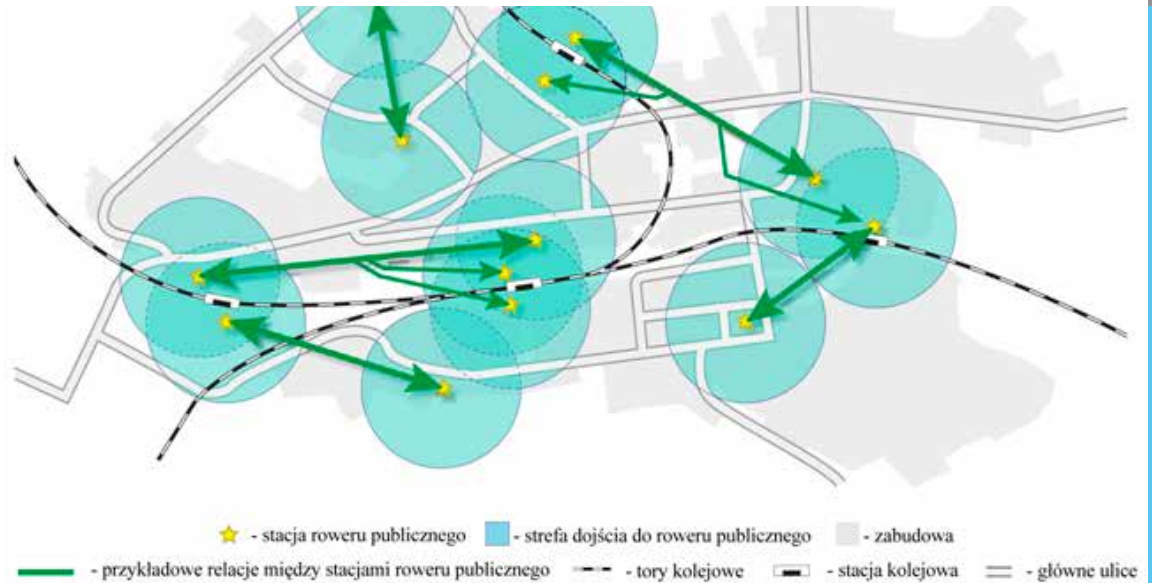 - stacja roweru publicznego - strefa dojścia do roweru publicznego - zabudowa
- przykładowe relacje między stacjami roweru publicznego - tory kolejowe - stacja kolejowa - główne ulice